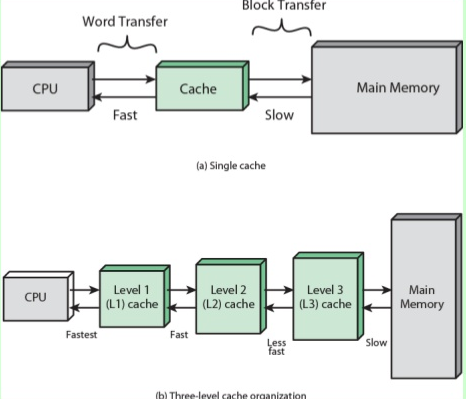 Block Transfer
Word Transfer
CPU
Cache
Main Memory
Fast
Slow
(a) Single cache
CPU
Level 1
(L1) cache
Level 2
(L2) cache
Level 3
(L3) cache
Main
Memory
Fastest
Fast
Less
fast
Slow
(b) Three-level cache organization